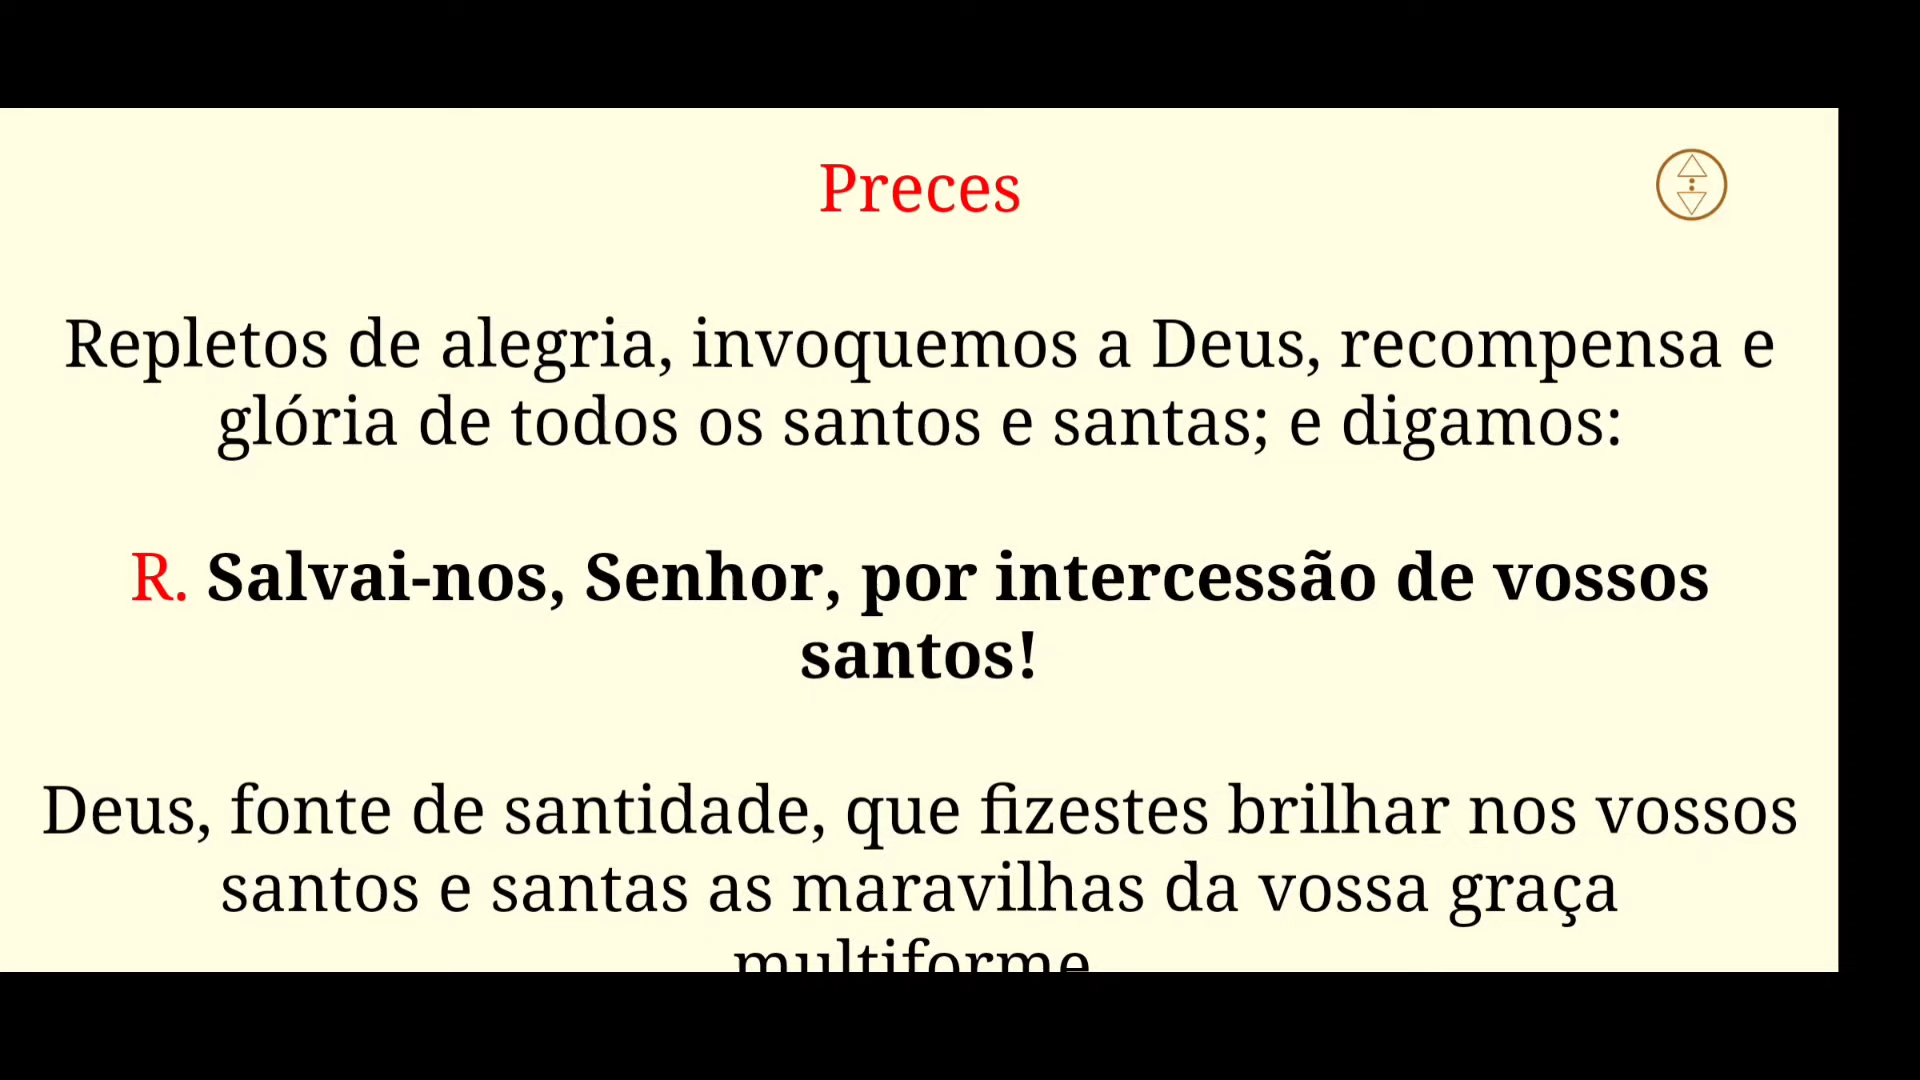 Preces
Repletos de alegria, invoquemos a Deus, recompensa e
glória de todos os santos e santas; e digamos:
R. Salvai-nos, Senhor, por intercessão de vossos
santos!
Deus, fonte de santidade, que fizestes brilhar nos vossos
santos e santas as maravilhas da vossa graça
multiforme